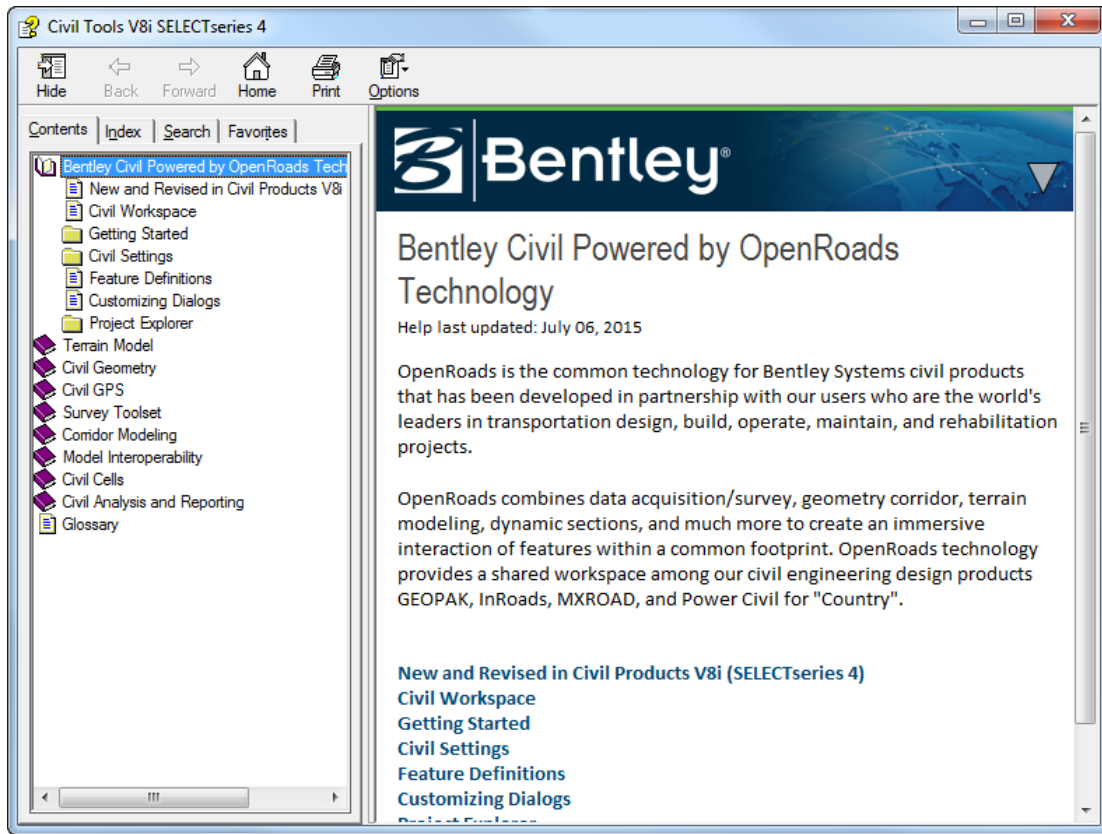 Civil Tools V8i SELECTseries 4
Hide Back Forward Home Print Options
Contents Index Search Favorites
Bentley Civil Powered by OpenRoads Tech
New and Revised in Civil Products V8i
Civil Workspace
Getting Started
Civil Settings
Feature Definitions
Customizing Dialogs
Project Explorer
Terrain Model
Civil Geometry
Civil GPS
Survey Toolset
Corridor Modeling
Model Interoperability
Civil Cells
Civil Analysis and Reporting
Glossary
Bentley®
Bentley Civil Powered by OpenRoads
Technology
Help last updated: July 06, 2015
OpenRoads is the common technology for Bentley Systems civil products
that has been developed in partnership with our users who are the world's
leaders in transportation design, build, operate, maintain, and rehabilitation
projects.
OpenRoads combines data acquisition/survey, geometry corridor, terrain
modeling, dynamic sections, and much more to create an immersive
interaction of features within a common footprint. OpenRoads technology
provides a shared workspace among our civil engineering design products
GEOPAK, InRoads, MXROAD, and Power Civil for "Country".
New and Revised in Civil Products V8i (SELECTseries 4)
Civil Workspace
Getting Started
Civil Settings
Feature Definitions
Customizing Dialogs
Project Explorer